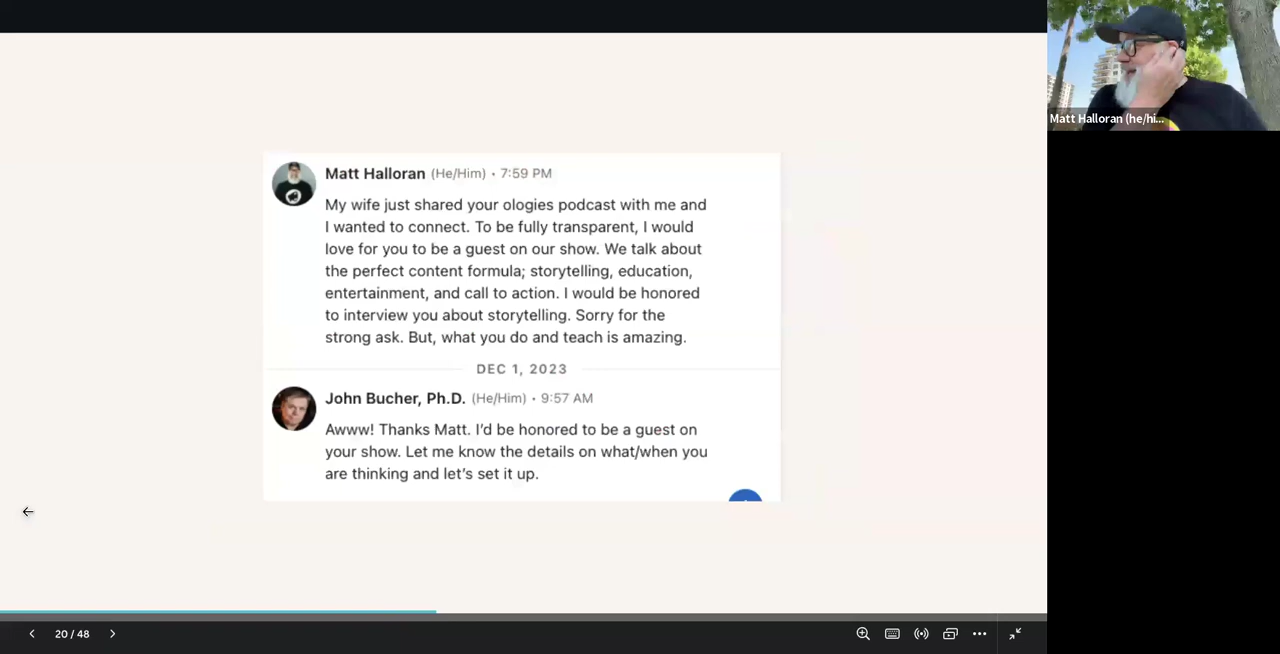 Matt Halloran (he/hi...
Matt Halloran (He/Him) • 7:59 PM
My wife just shared your ologies podcast with me and
I wanted to connect. To be fully transparent, I would
love for you to be a guest on our show. We talk about
the perfect content formula; storytelling, education,
entertainment, and call to action. I would be honored
to interview you about storytelling. Sorry for the
strong ask. But, what you do and teach is amazing.
DEC 1, 2023
John Bucher, Ph.D. (He/Him) • 9:57 AM
Awww! Thanks Matt. I'd be honored to be a guest on
your show. Let me know the details on what/when you
are thinking and let's set it up.
20 / 48